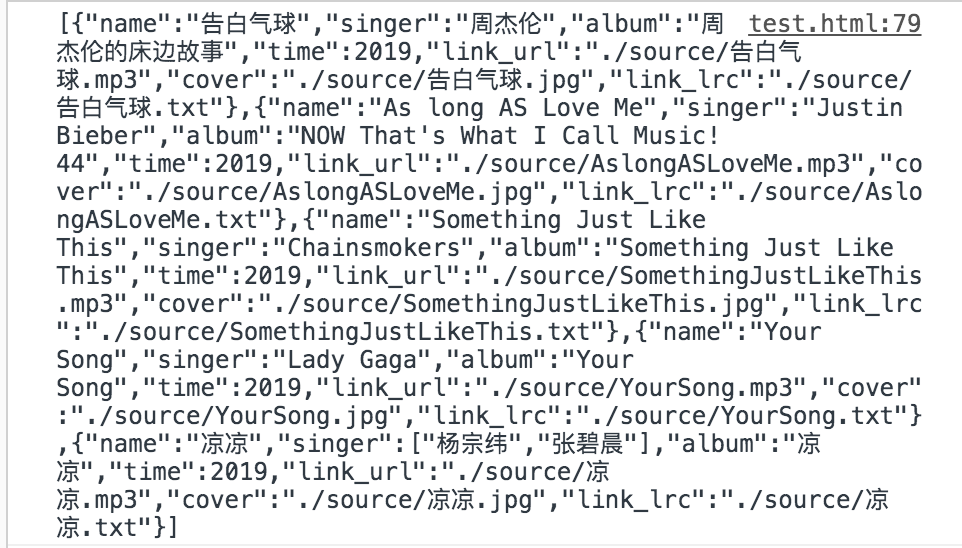 [{"name":"告白气球","singer":"周杰伦","album":"周 test.html:79
杰伦的床边故事","time":2019,"link_url":"./source/告白气
球.mp3","cover":"./source/告白气球.jpg","link_lrc":"./source/
告白气球.txt"},{"name":"As long AS Love Me","singer":"Justin
Bieber","album":"NOW That's What I Call Music!
44","time":2019,"link_url":"./source/AslongASLoveMe.mp3","co
ver":"./source/AslongASLoveMe.jpg","link_lrc":"./source/Aslo
ngASLoveMe.txt"},{"name":"Something Just Like
This","singer":"Chainsmokers","album":"Something Just Like
This","time":2019,"link_url":"./source/SomethingJustLikeThis
.mp3","cover":"./source/SomethingJustLikeThis.jpg","link_lrc
":"./source/SomethingJustLikeThis.txt"},{"name":"Your
Song","singer":"Lady Gaga","album":"Your
Song","time":2019,"link_url":"./source/YourSong.mp3","cover"
:"./source/YourSong.jpg","link_lrc":"./source/YourSong.txt"}
,{"name":"凉凉","singer":["杨宗纬","张碧晨"],"album":"凉
凉","time":2019,"link_url":"./source/凉
凉.mp3","cover":"./source/凉凉.jpg","link_lrc":"./source/凉
凉.txt"}]